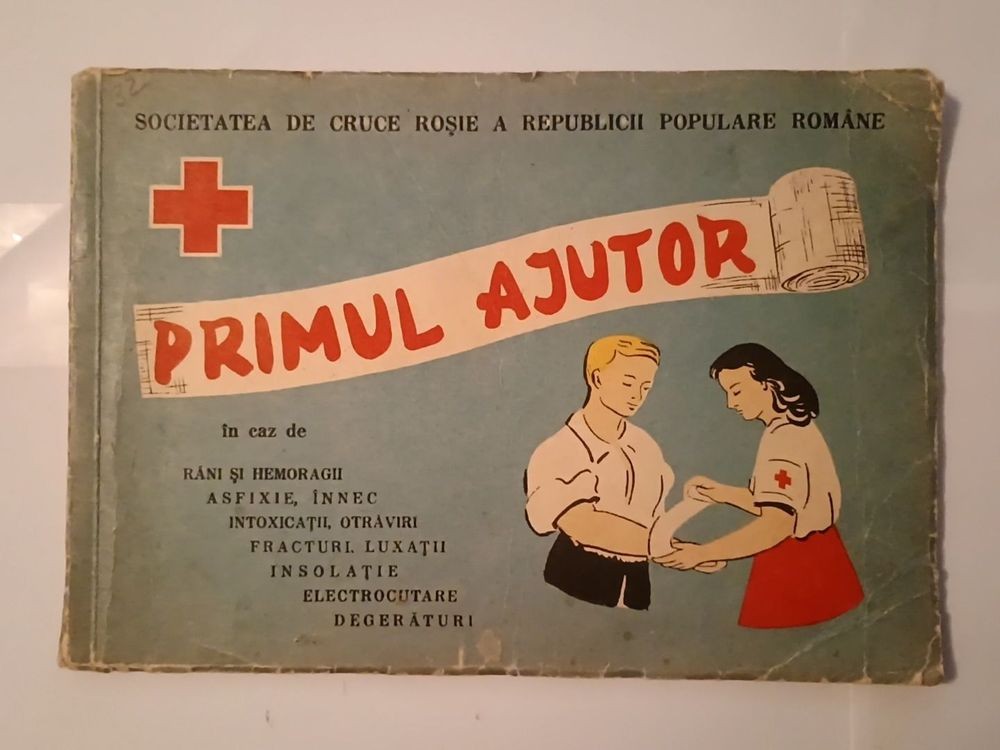 32
SOCIETATEA DE CRUCE ROȘIE A REPUBLICII POPULARE ROMÂNE
PRIMUL AJUTOR
în caz de
RĂNI ȘI HEMORAGII
ASFIXIE, ÎNNEC
INTOXICAȚII, OTRĂVIRI
FRACTURI, LUXAȚII
INSOLAȚIE
ELECTROCUTARE
DEGERĂTURI